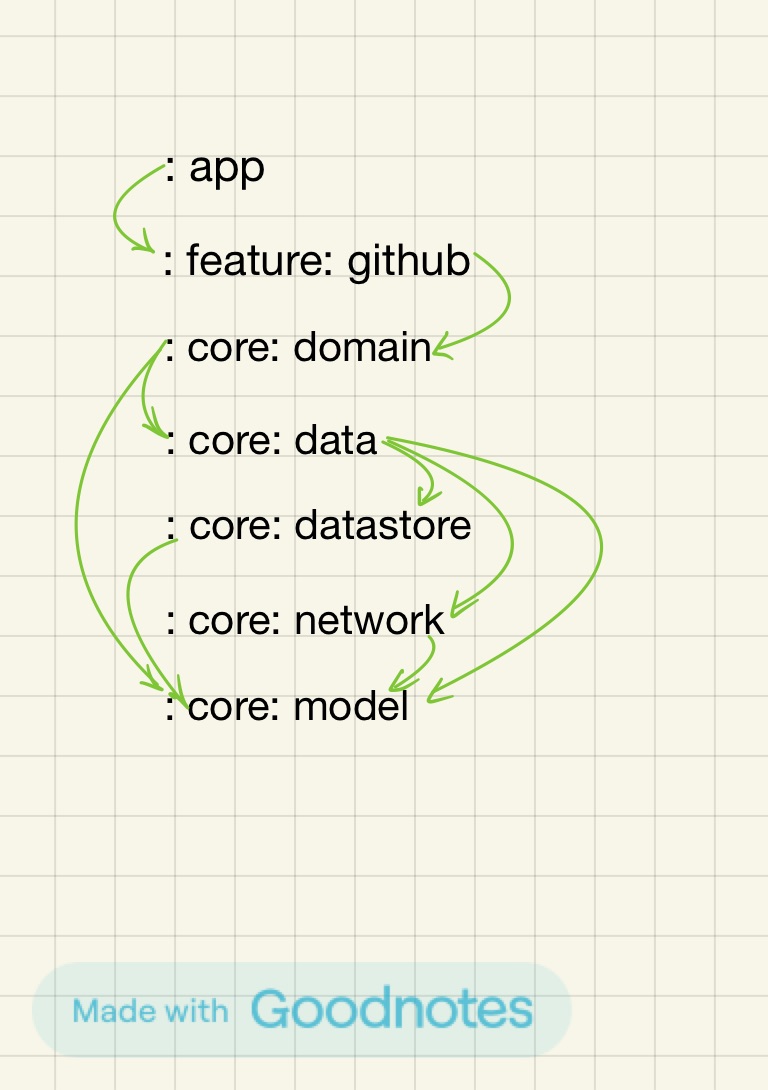 : app
: feature: github
: core: domain
: core: data
: core: datastore
: core: network
: core: model
Made with Goodnotes